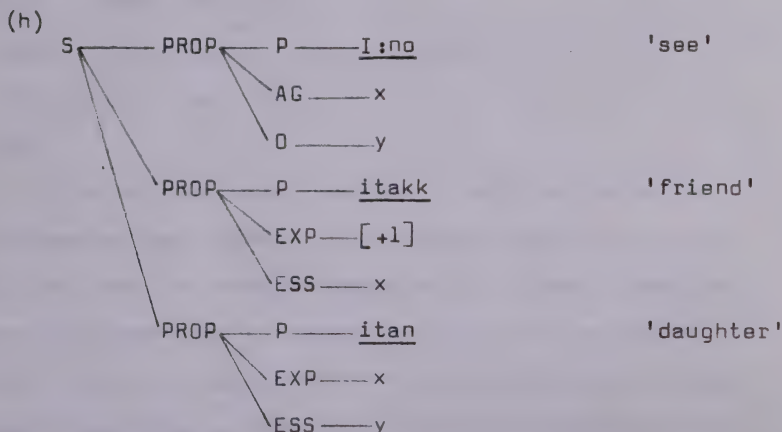 (h)
S PROP P I:no 'see'
AG x
O y
PROP P itakk 'friend'
EXP [+1]
ESS x
PROP P itan 'daughter'
EXP x
ESS y